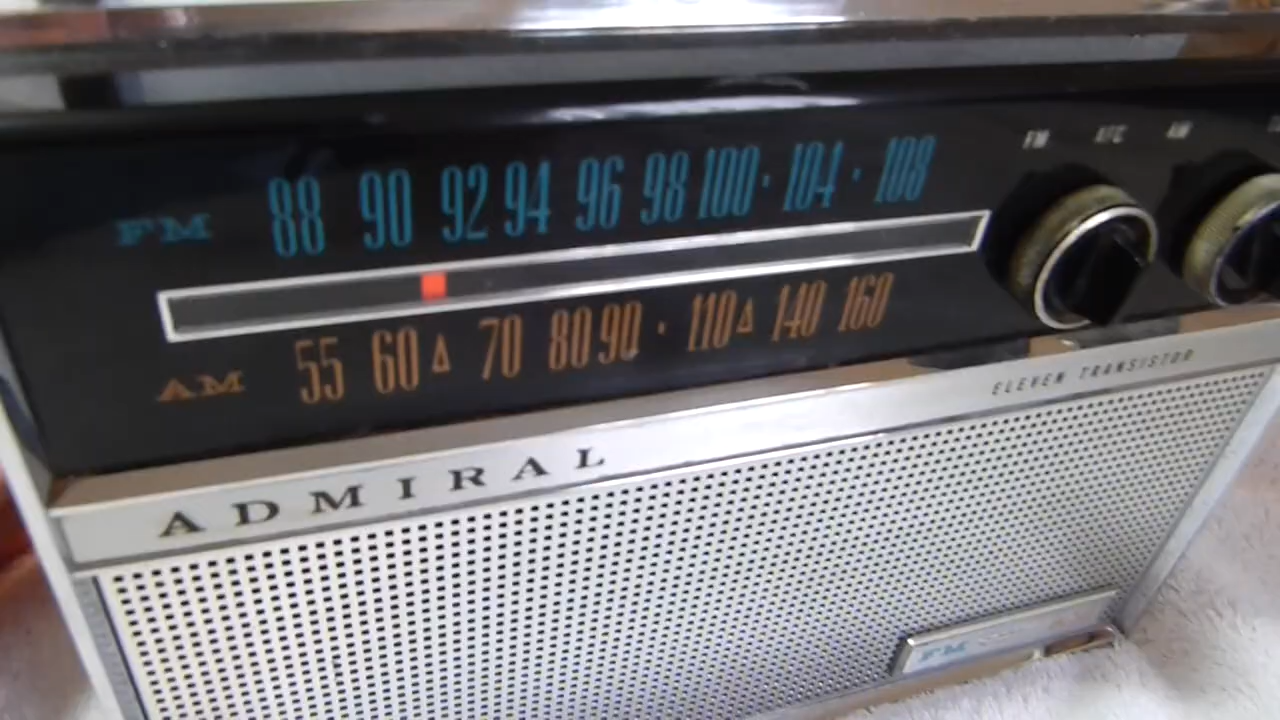 FM AFC AM
FM 88 90 92 94 96 98 100 · 104 · 108
AM 55 60 △ 70 80 90 · 110 △ 140 160
ELEVEN TRANSISTOR
ADMIRAL
FM